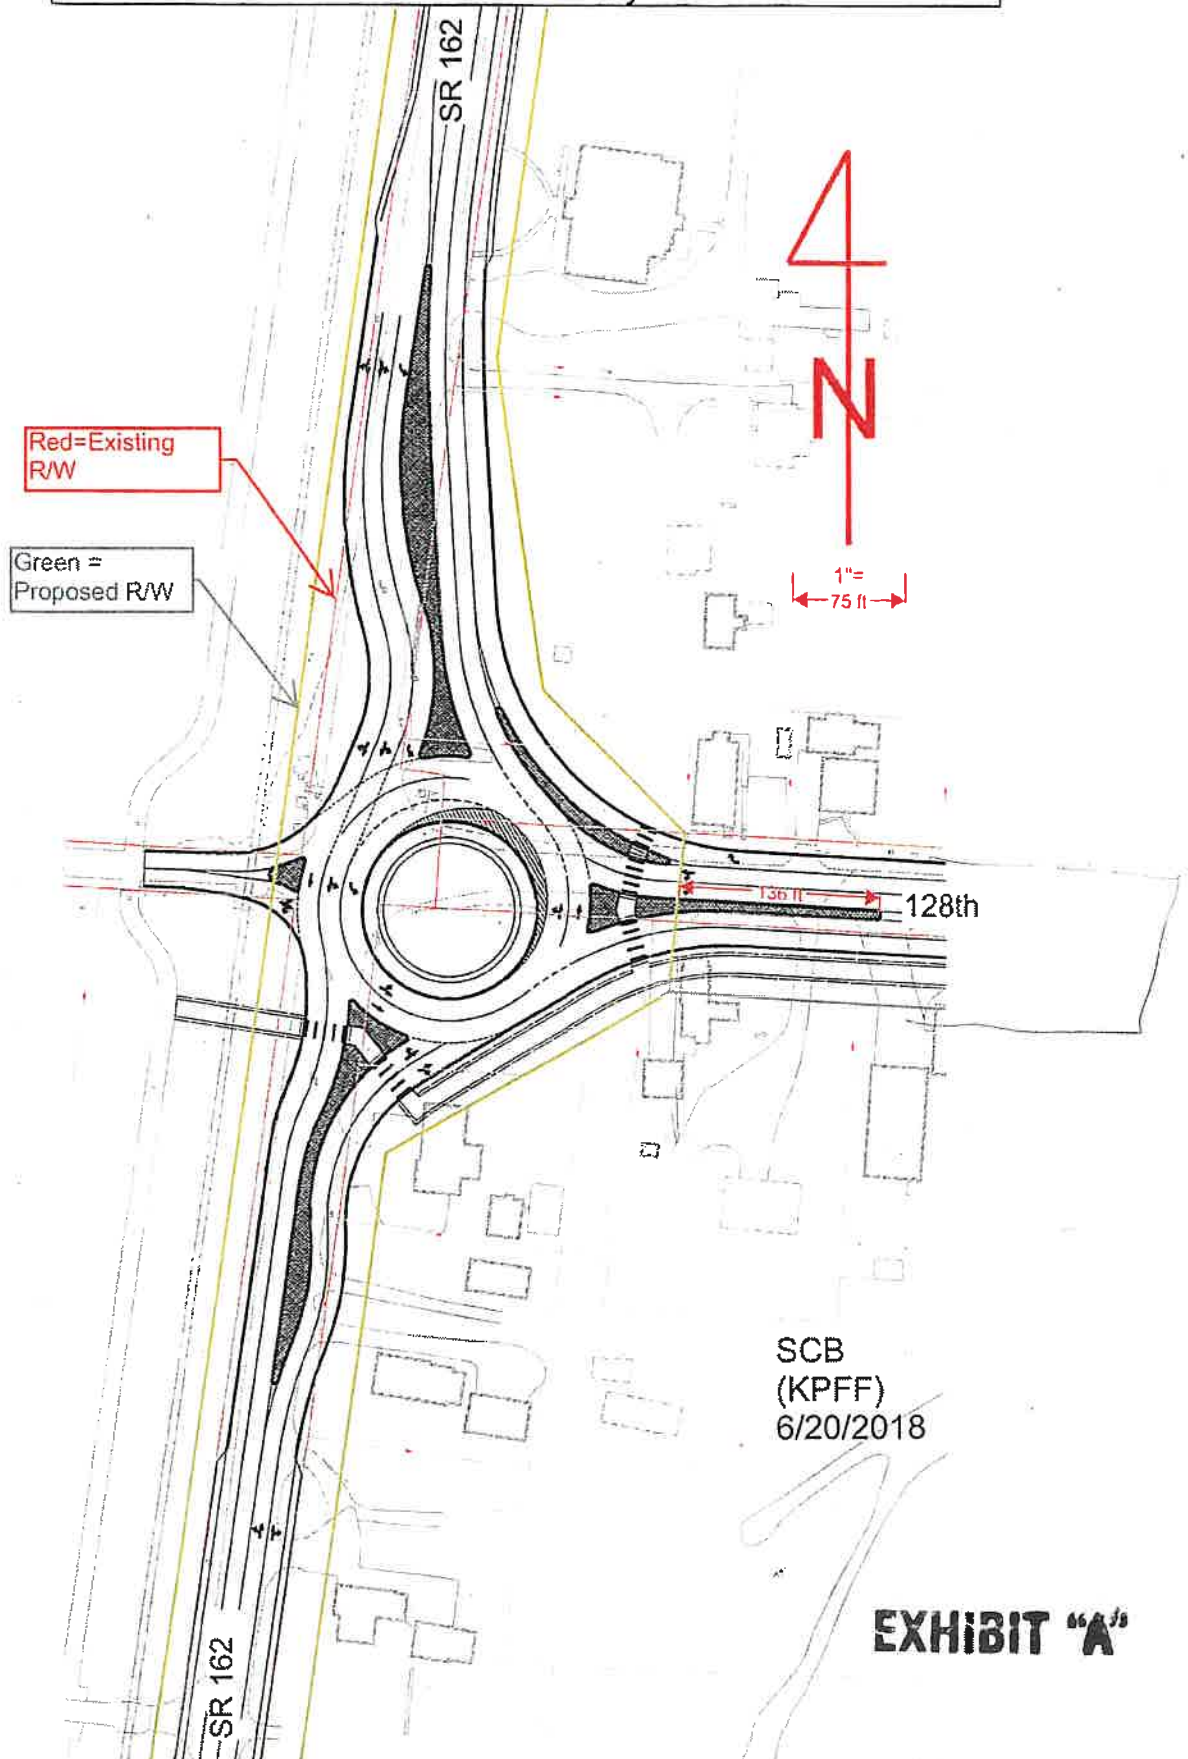 SR 162
N
Red=Existing
R/W
Green =
Proposed R/W
1"=
75 ft
136 ft
128th
SCB
(KPFF)
6/20/2018
EXHIBIT "A"
SR 162